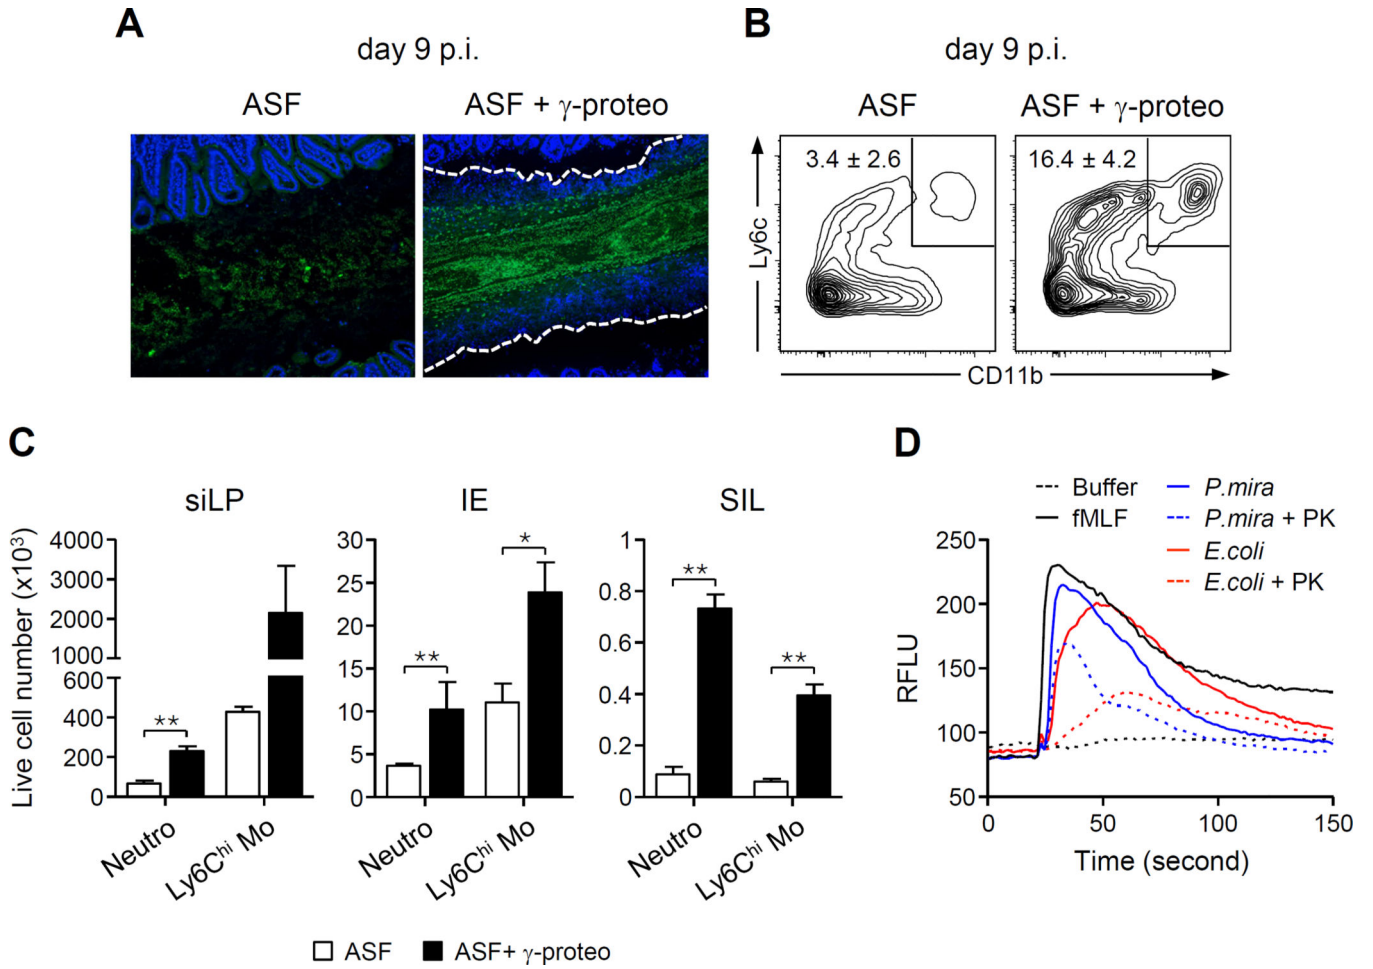 A
day 9 p.i.
ASF
ASF + γ-proteo
B
day 9 p.i.
ASF
ASF + γ-proteo
3.4 ± 2.6
16.4 ± 4.2
Ly6c
CD11b
C
siLP
IE
SIL
Live cell number (x10³)
4000
3000
2000
1000
600
400
200
0
**
Neutro
Ly6Cʰⁱ Mo
30
25
20
15
10
5
0
**
*
Neutro
Ly6Cʰⁱ Mo
1
0.8
0.6
0.4
0.2
0
**
**
Neutro
Ly6Cʰⁱ Mo
ASF
ASF+ γ-proteo
D
Buffer
fMLF
P.mira
P.mira + PK
E.coli
E.coli + PK
RFLU
250
200
150
100
50
0
50
100
150
Time (second)